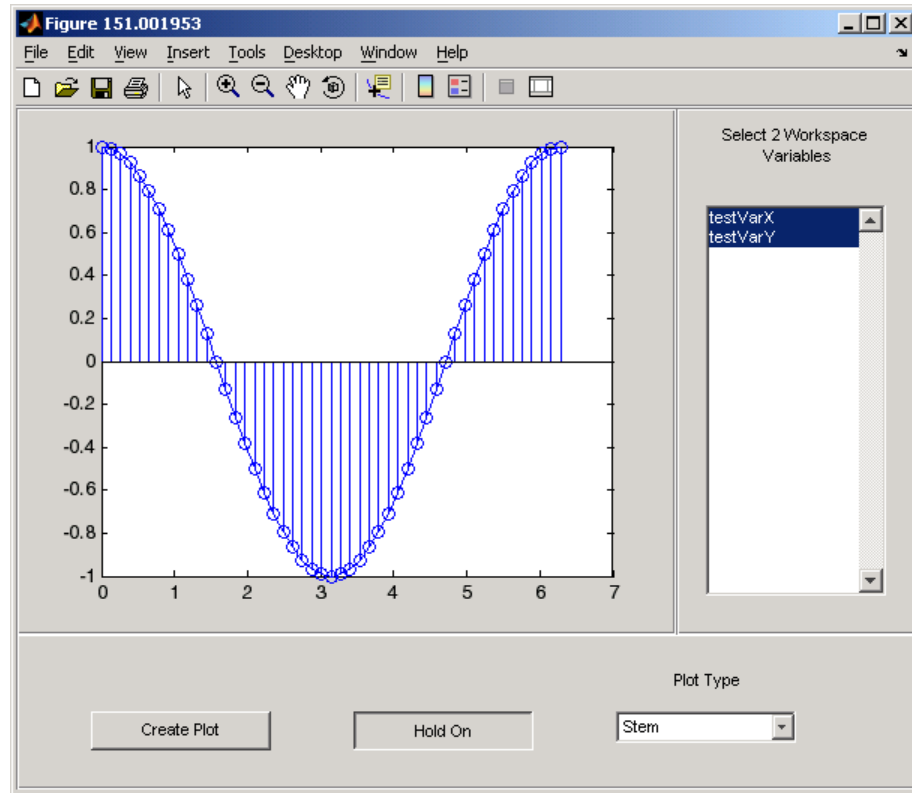 Figure 151.001953
File Edit View Insert Tools Desktop Window Help
1
0.8
0.6
0.4
0.2
0
-0.2
-0.4
-0.6
-0.8
-1
0 1 2 3 4 5 6 7
Select 2 Workspace
Variables
testVarX
testVarY
Plot Type
Create Plot
Hold On
Stem